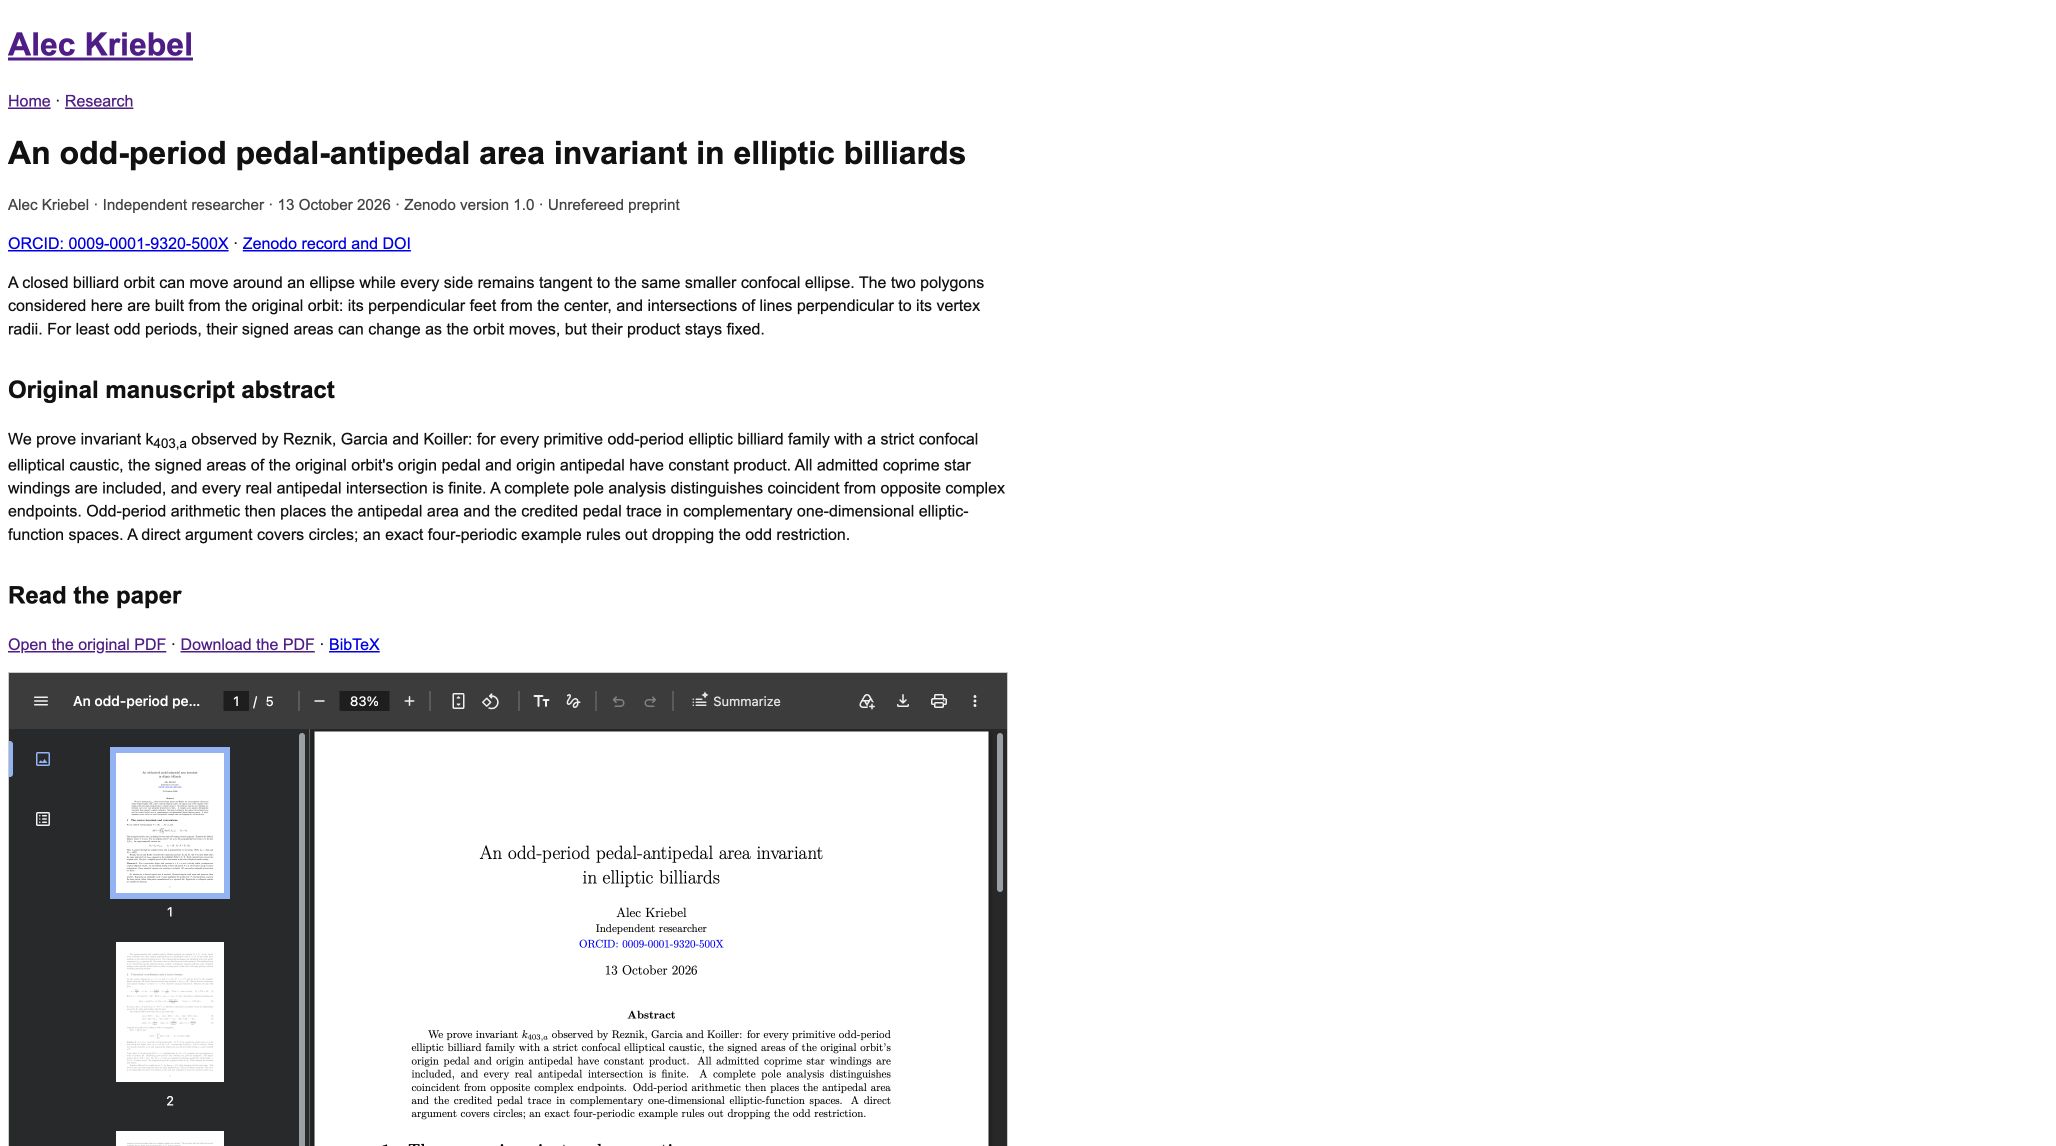 Alec Kriebel
Home · Research
An odd-period pedal-antipedal area invariant in elliptic billiards
Alec Kriebel · Independent researcher · 13 October 2026 · Zenodo version 1.0 · Unrefereed preprint
ORCID: 0009-0001-9320-500X · Zenodo record and DOI
A closed billiard orbit can move around an ellipse while every side remains tangent to the same smaller confocal ellipse. The two polygons
considered here are built from the original orbit: its perpendicular feet from the center, and intersections of lines perpendicular to its vertex
radii. For least odd periods, their signed areas can change as the orbit moves, but their product stays fixed.
Original manuscript abstract
We prove invariant k403,a observed by Reznik, Garcia and Koiller: for every primitive odd-period elliptic billiard family with a strict confocal
elliptical caustic, the signed areas of the original orbit's origin pedal and origin antipedal have constant product. All admitted coprime star
windings are included, and every real antipedal intersection is finite. A complete pole analysis distinguishes coincident from opposite complex
endpoints. Odd-period arithmetic then places the antipedal area and the credited pedal trace in complementary one-dimensional elliptic-
function spaces. A direct argument covers circles; an exact four-periodic example rules out dropping the odd restriction.
Read the paper
Open the original PDF · Download the PDF · BibTeX
An odd-period pe... 1 / 5 83% Summarize
1
2
An odd-period pedal-antipedal area invariant
in elliptic billiards
Alec Kriebel
Independent researcher
ORCID: 0009-0001-9320-500X
13 October 2026
Abstract
We prove invariant k403,a observed by Reznik, Garcia and Koiller: for every primitive odd-period
elliptic billiard family with a strict confocal elliptical caustic, the signed areas of the original orbit's
origin pedal and origin antipedal have constant product. All admitted coprime star windings are
included, and every real antipedal intersection is finite. A complete pole analysis distinguishes
coincident from opposite complex endpoints. Odd-period arithmetic then places the antipedal area
and the credited pedal trace in complementary one-dimensional elliptic-function spaces. A direct
argument covers circles; an exact four-periodic example rules out dropping the odd restriction.